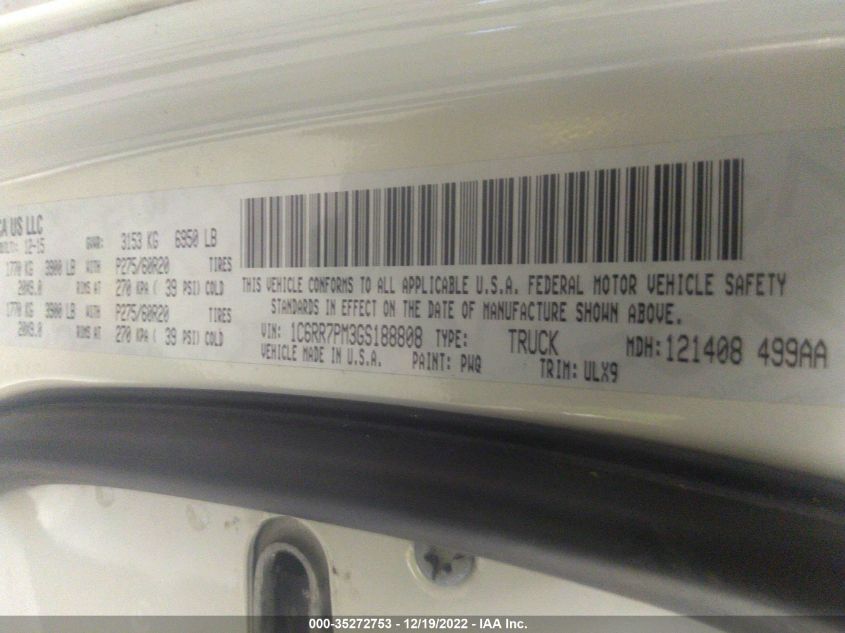 CA US LLC
12-15 GVWR: 3153 KG 6950 LB
1770 KG 3900 LB WITH P275/60R20 TIRES
20X9.0 RIMS AT 270 KPA ( 39 PSI) COLD
1770 KG 3900 LB WITH P275/60R20 TIRES
20X9.0 RIMS AT 270 KPA ( 39 PSI) COLD
THIS VEHICLE CONFORMS TO ALL APPLICABLE U.S.A. FEDERAL MOTOR VEHICLE SAFETY
STANDARDS IN EFFECT ON THE DATE OF MANUFACTURE SHOWN ABOVE.
VIN: 1C6RR7PM3GS188808 TYPE: TRUCK MDH: 121408 499AA
VEHICLE MADE IN U.S.A. PAINT: PWQ TRIM: ULX9
000-35272753 - 12/19/2022 - IAA Inc.